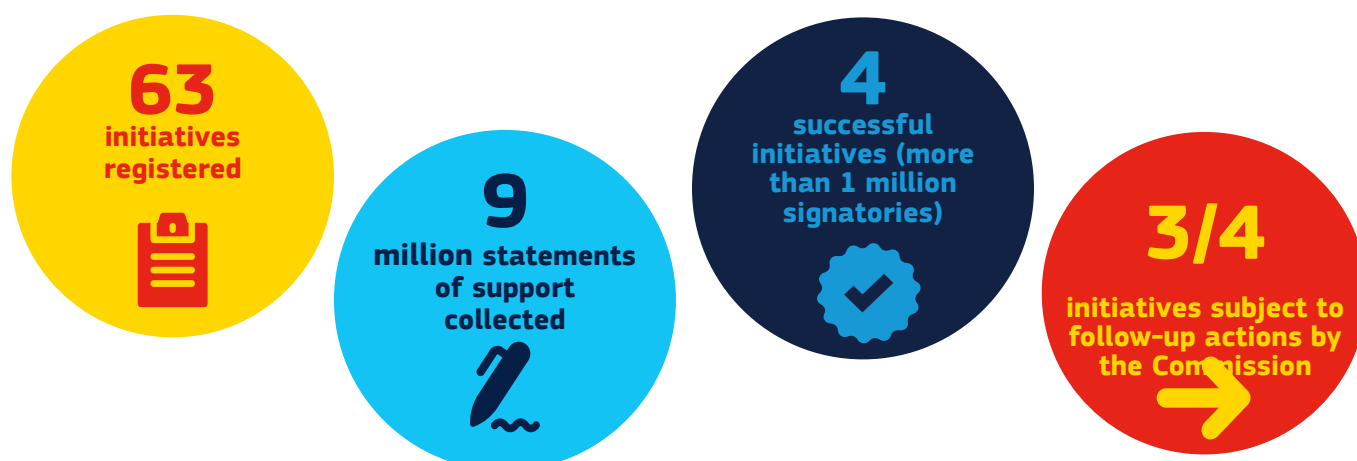 63
initiatives
registered
9
million statements
of support
collected
4
successful
initiatives (more
than 1 million
signatories)
3/4
initiatives subject to
follow-up actions by
the Commission